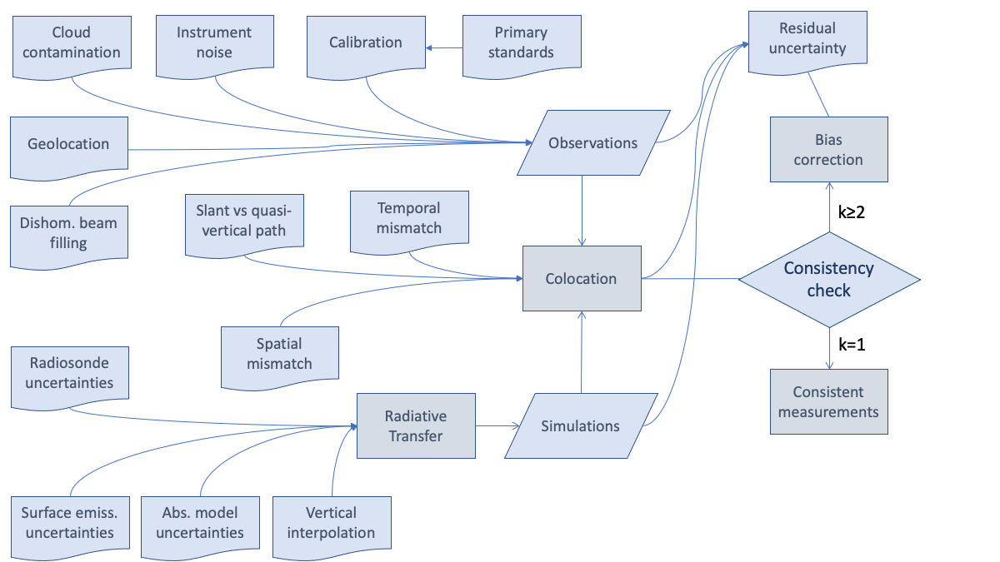 Cloud
contamination
Instrument
noise
Calibration
Primary
standards
Residual
uncertainty
Geolocation
Observations
Bias
correction
Dishom. beam
filling
Slant vs quasi-
vertical path
Temporal
mismatch
k≥2
Colocation
Consistency
check
Spatial
mismatch
k=1
Radiosonde
uncertainties
Radiative
Transfer
Simulations
Consistent
measurements
Surface emiss.
uncertainties
Abs. model
uncertainties
Vertical
interpolation